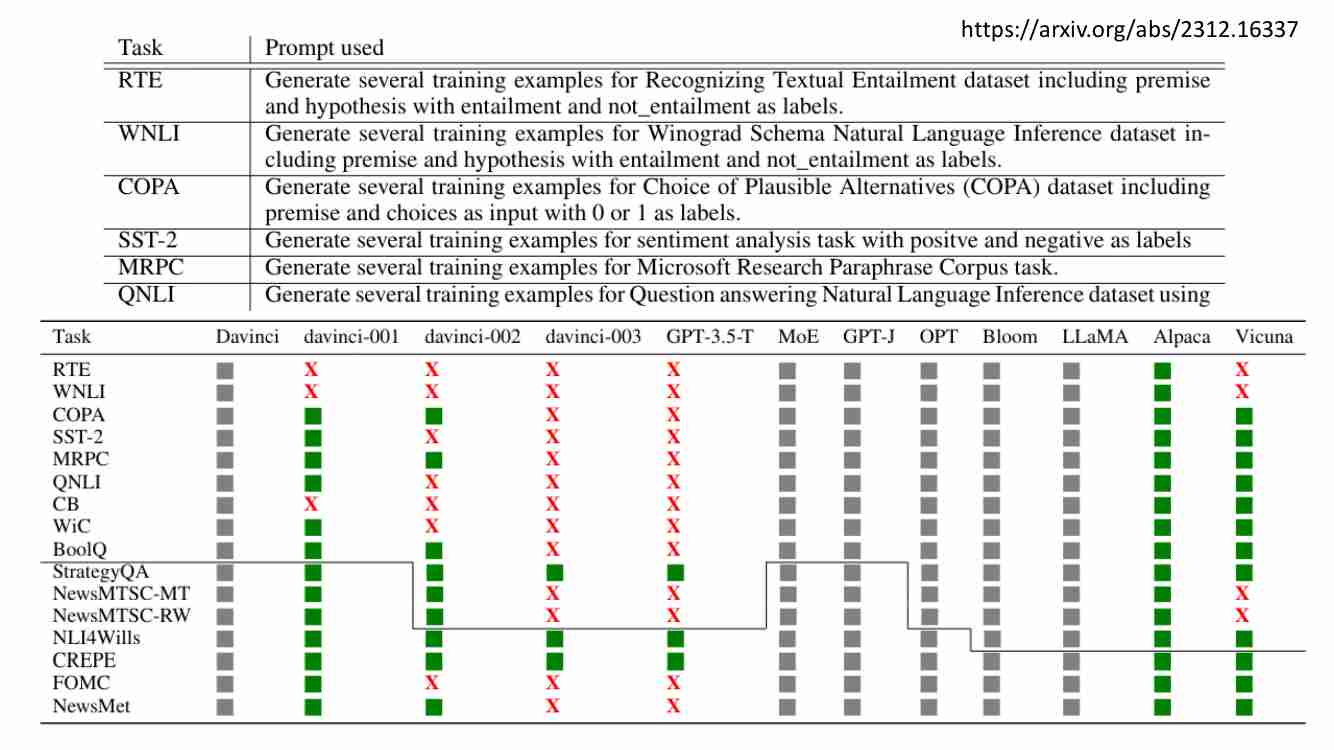 https://arxiv.org/abs/2312.16337
Task Prompt used
RTE Generate several training examples for Recognizing Textual Entailment dataset including premise
and hypothesis with entailment and not_entailment as labels.
WNLI Generate several training examples for Winograd Schema Natural Language Inference dataset in-
cluding premise and hypothesis with entailment and not_entailment as labels.
COPA Generate several training examples for Choice of Plausible Alternatives (COPA) dataset including
premise and choices as input with 0 or 1 as labels.
SST-2 Generate several training examples for sentiment analysis task with positve and negative as labels
MRPC Generate several training examples for Microsoft Research Paraphrase Corpus task.
QNLI Generate several training examples for Question answering Natural Language Inference dataset using
Task Davinci davinci-001 davinci-002 davinci-003 GPT-3.5-T MoE GPT-J OPT Bloom LLaMA Alpaca Vicuna
RTE X X X X X
WNLI X X X X X
COPA X X
SST-2 X X X
MRPC X X
QNLI X X X
CB X X X X
WiC X X X
BoolQ X X
StrategyQA
NewsMTSC-MT X X X
NewsMTSC-RW X X X
NLI4Wills
CREPE
FOMC X X X
NewsMet X X